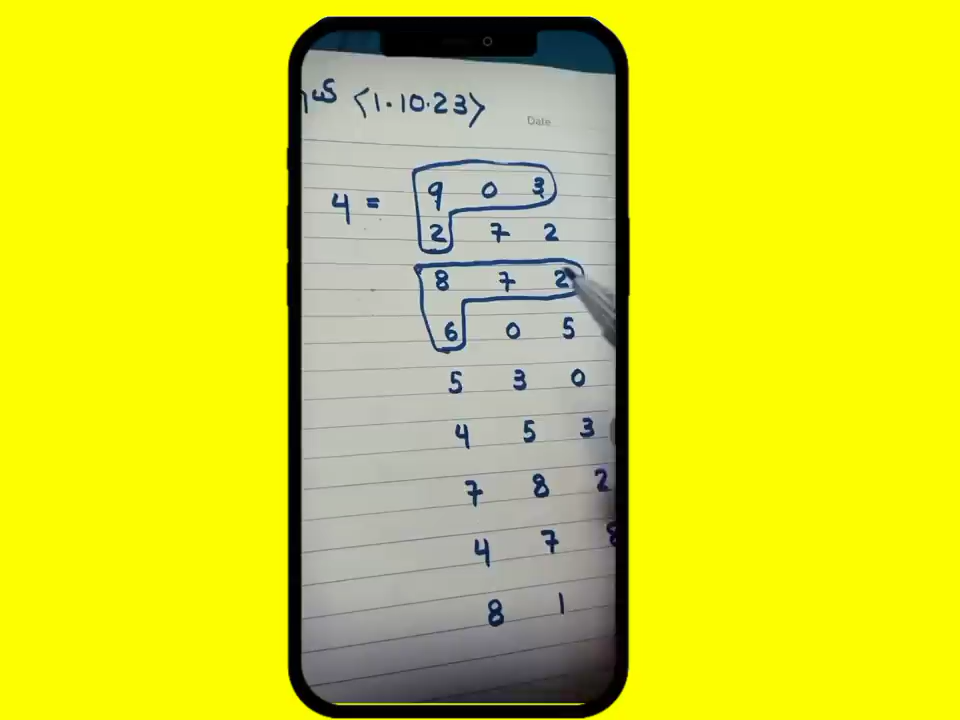 <1.10.23>
Date
4 = 9 0 3
2 7 2
8 7 2
6 0 5
5 3 0
4 5 3
7 8 2
4 7 8
8 1